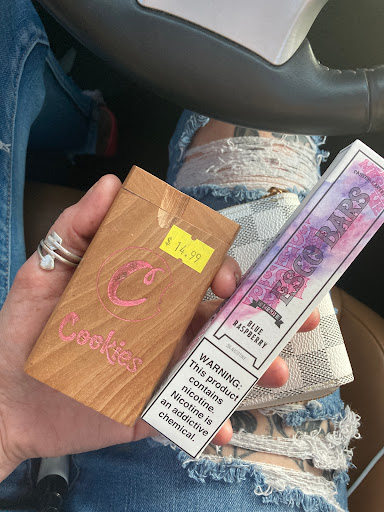 $14.99
C
Cookies
ESCO BARS
BLUE
RASPBERRY
WARNING:
This product
contains
nicotine.
Nicotine is
an addictive
chemical.